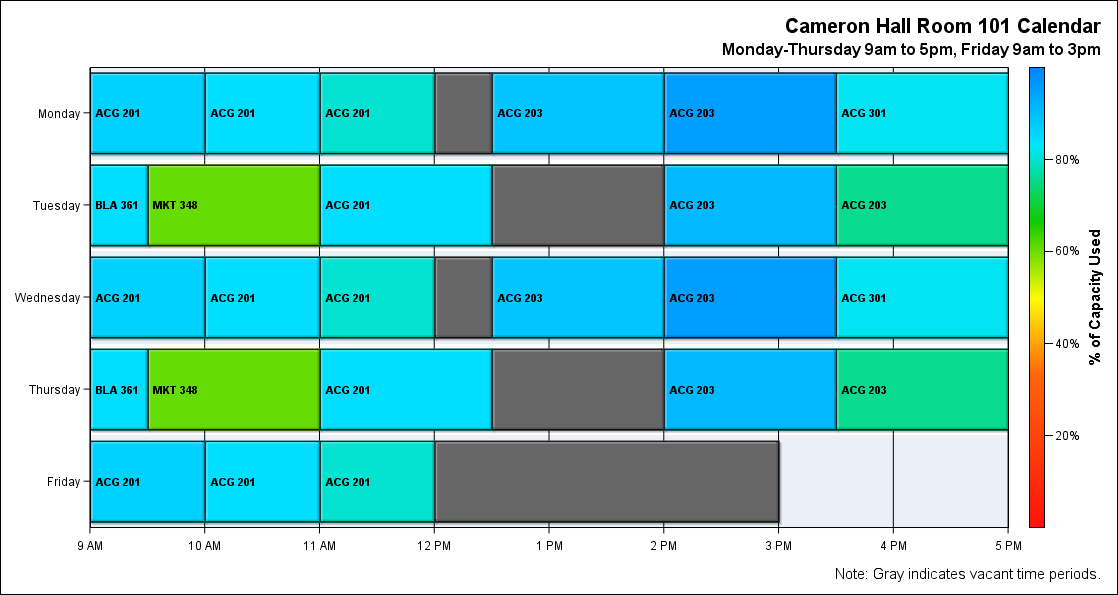 Cameron Hall Room 101 Calendar
Monday-Thursday 9am to 5pm, Friday 9am to 3pm
Monday ACG 201 ACG 201 ACG 201 ACG 203 ACG 203 ACG 301
80%
Tuesday BLA 361 MKT 348 ACG 201 ACG 203 ACG 203
60%
% of Capacity Used
Wednesday ACG 201 ACG 201 ACG 201 ACG 203 ACG 203 ACG 301
40%
Thursday BLA 361 MKT 348 ACG 201 ACG 203 ACG 203
20%
Friday ACG 201 ACG 201 ACG 201
9 AM 10 AM 11 AM 12 PM 1 PM 2 PM 3 PM 4 PM 5 PM
Note: Gray indicates vacant time periods.